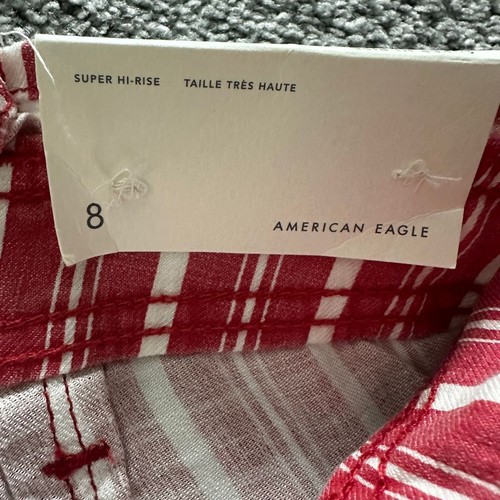 SUPER HI-RISE TAILLE TRÈS HAUTE
8
AMERICAN EAGLE